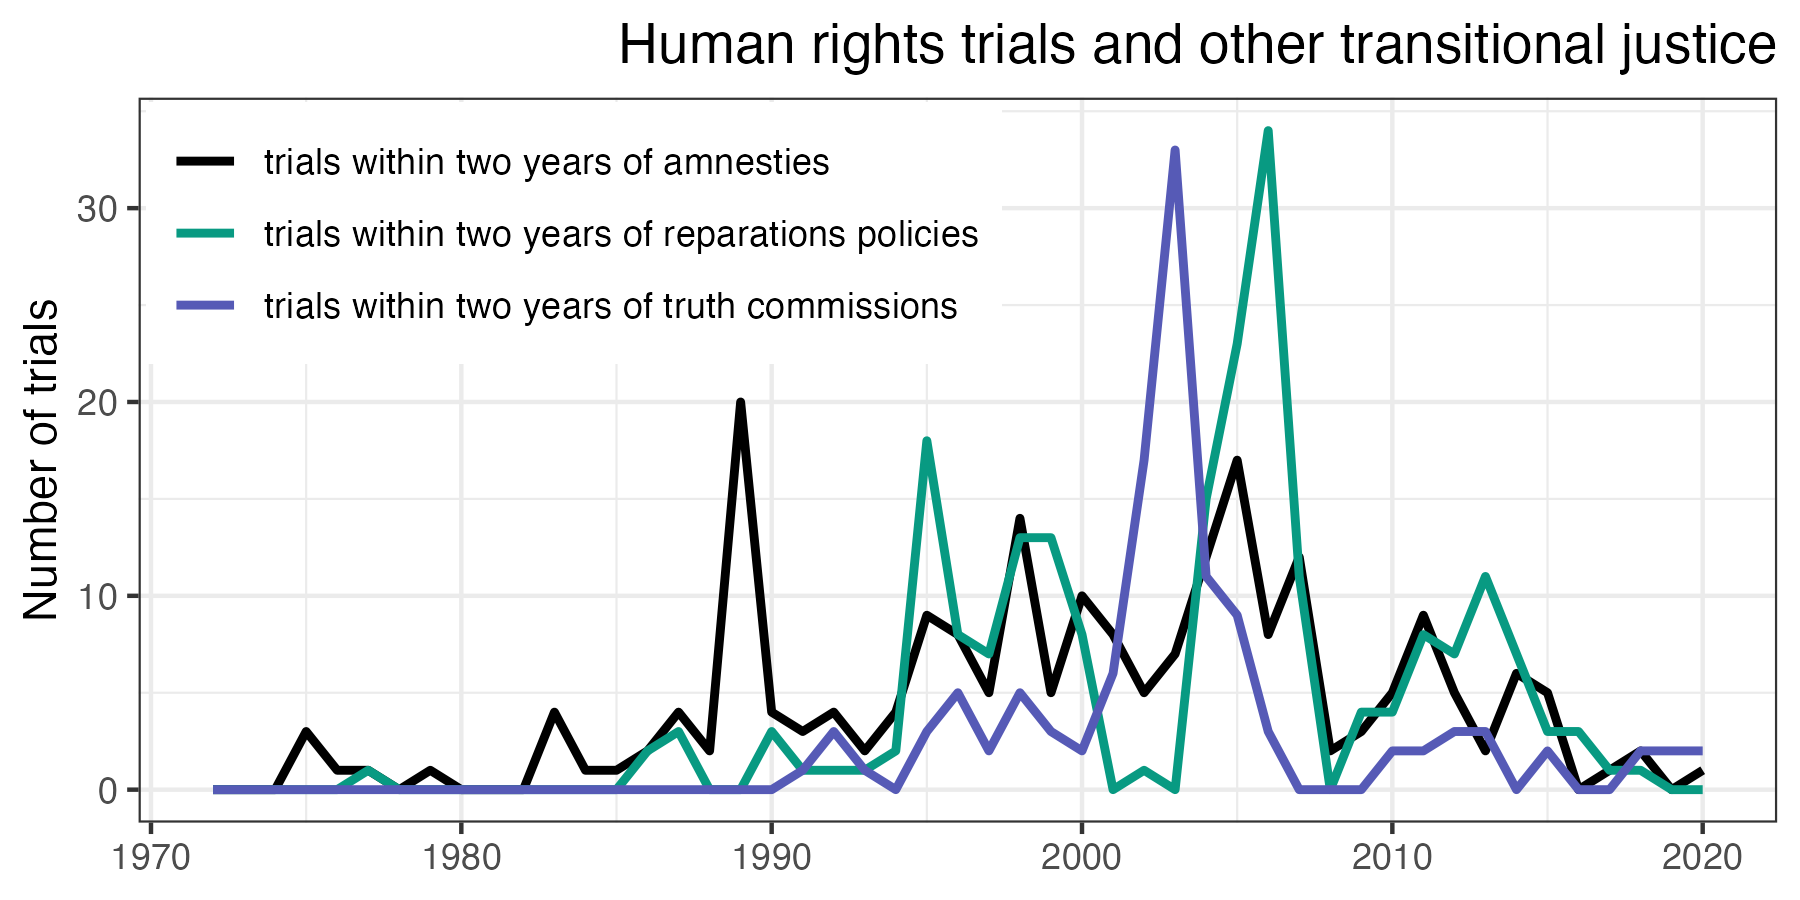 Human rights trials and other transitional justice
trials within two years of amnesties
trials within two years of reparations policies
trials within two years of truth commissions
Number of trials
30
20
10
0
1970 1980 1990 2000 2010 2020